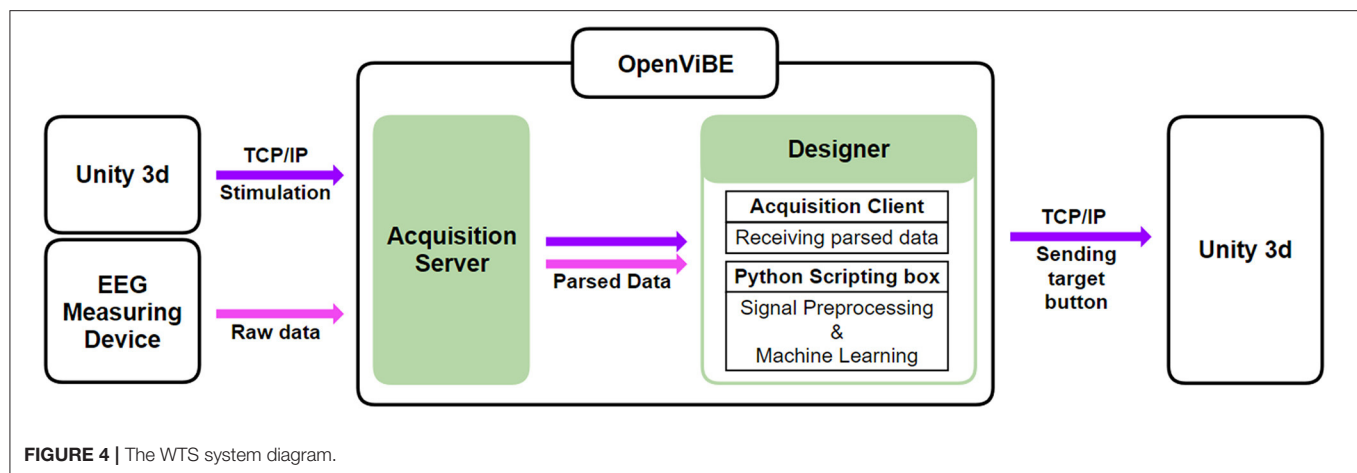 OpenViBE
Unity 3d
TCP/IP
Stimulation
EEG
Measuring
Device
Raw data
Acquisition
Server
Parsed Data
Designer
Acquisition Client
Receiving parsed data
Python Scripting box
Signal Preprocessing
&
Machine Learning
TCP/IP
Sending
target
button
Unity 3d
FIGURE 4 | The WTS system diagram.